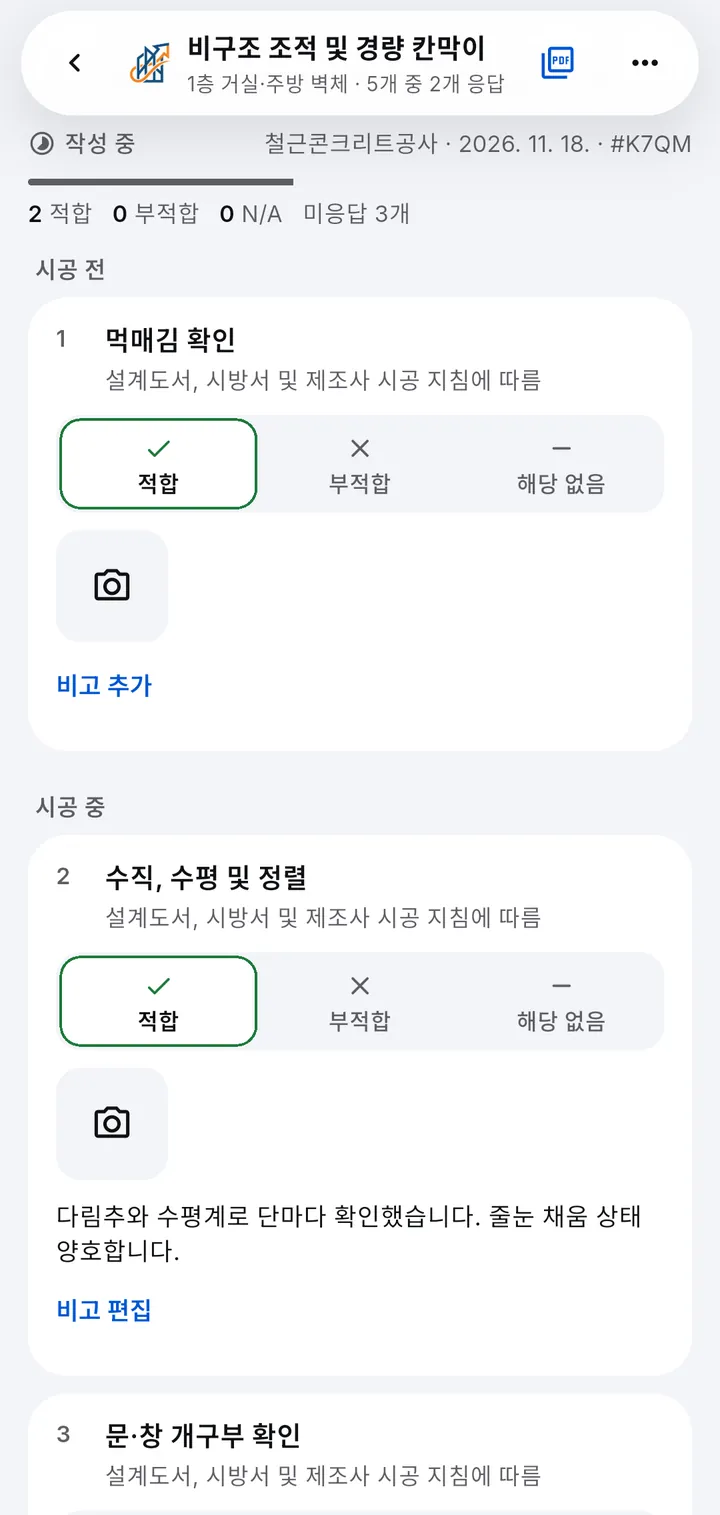 비구조 조적 및 경량 칸막이
1층 거실·주방 벽체 · 5개 중 2개 응답
PDF
작성 중
철근콘크리트공사 · 2026. 11. 18. · #K7QM
2 적합 0 부적합 0 N/A 미응답 3개
시공 전
1 먹매김 확인
설계도서, 시방서 및 제조사 시공 지침에 따름
적합 부적합 해당 없음
비고 추가
시공 중
2 수직, 수평 및 정렬
설계도서, 시방서 및 제조사 시공 지침에 따름
적합 부적합 해당 없음
다림추와 수평계로 단마다 확인했습니다. 줄눈 채움 상태
양호합니다.
비고 편집
3 문·창 개구부 확인
설계도서, 시방서 및 제조사 시공 지침에 따름